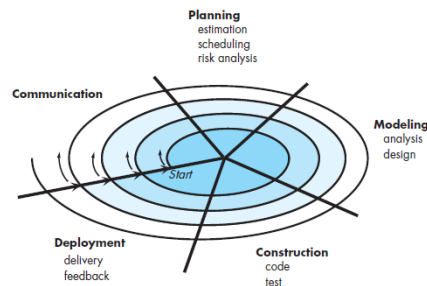 Planning
estimation
scheduling
risk analysis
Communication
Modeling
analysis
design
Start
Deployment
delivery
feedback
Construction
code
test